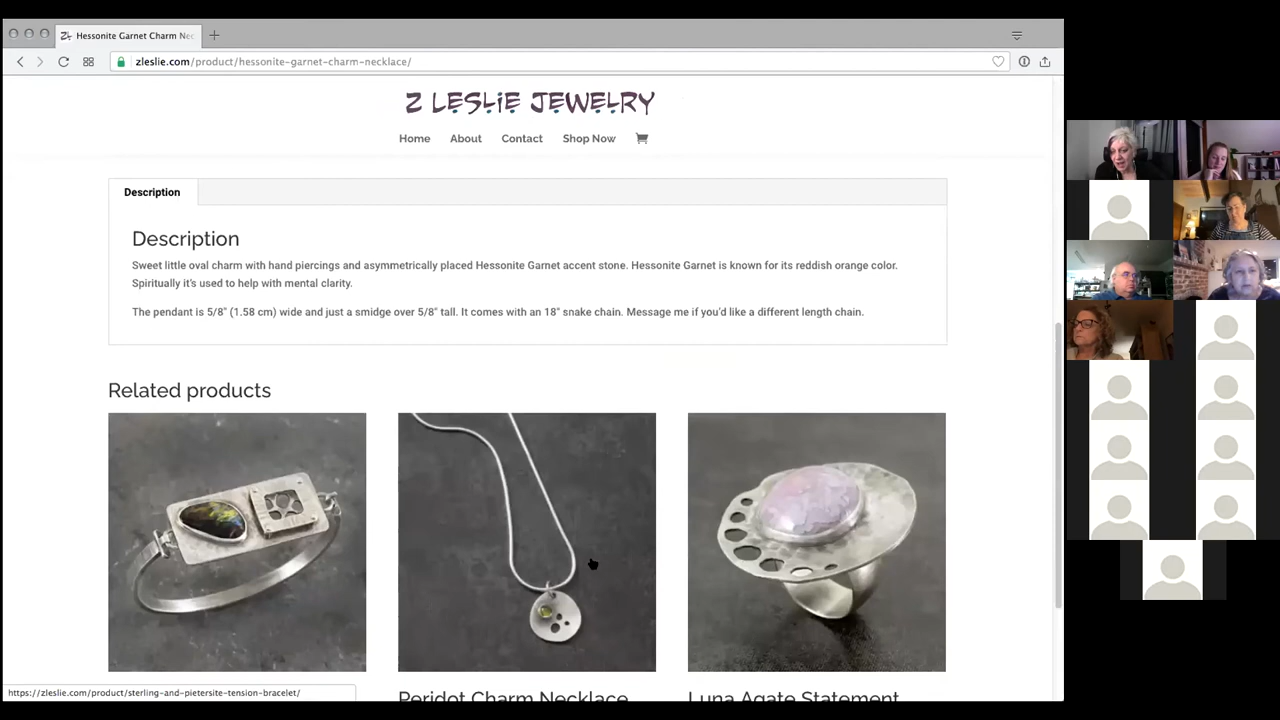 Hessonite Garnet Charm Nec
zleslie.com/product/hessonite-garnet-charm-necklace/
Z LESLIE JEWELRY
Home About Contact Shop Now
Description
Description
Sweet little oval charm with hand piercings and asymmetrically placed Hessonite Garnet accent stone. Hessonite Garnet is known for its reddish orange color.
Spiritually it's used to help with mental clarity.
The pendant is 5/8" (1.58 cm) wide and just a smidge over 5/8" tall. It comes with an 18" snake chain. Message me if you'd like a different length chain.
Related products
Peridot Charm Necklace Luna Agate Statement
https://zleslie.com/product/sterling-and-pietersite-tension-bracelet/